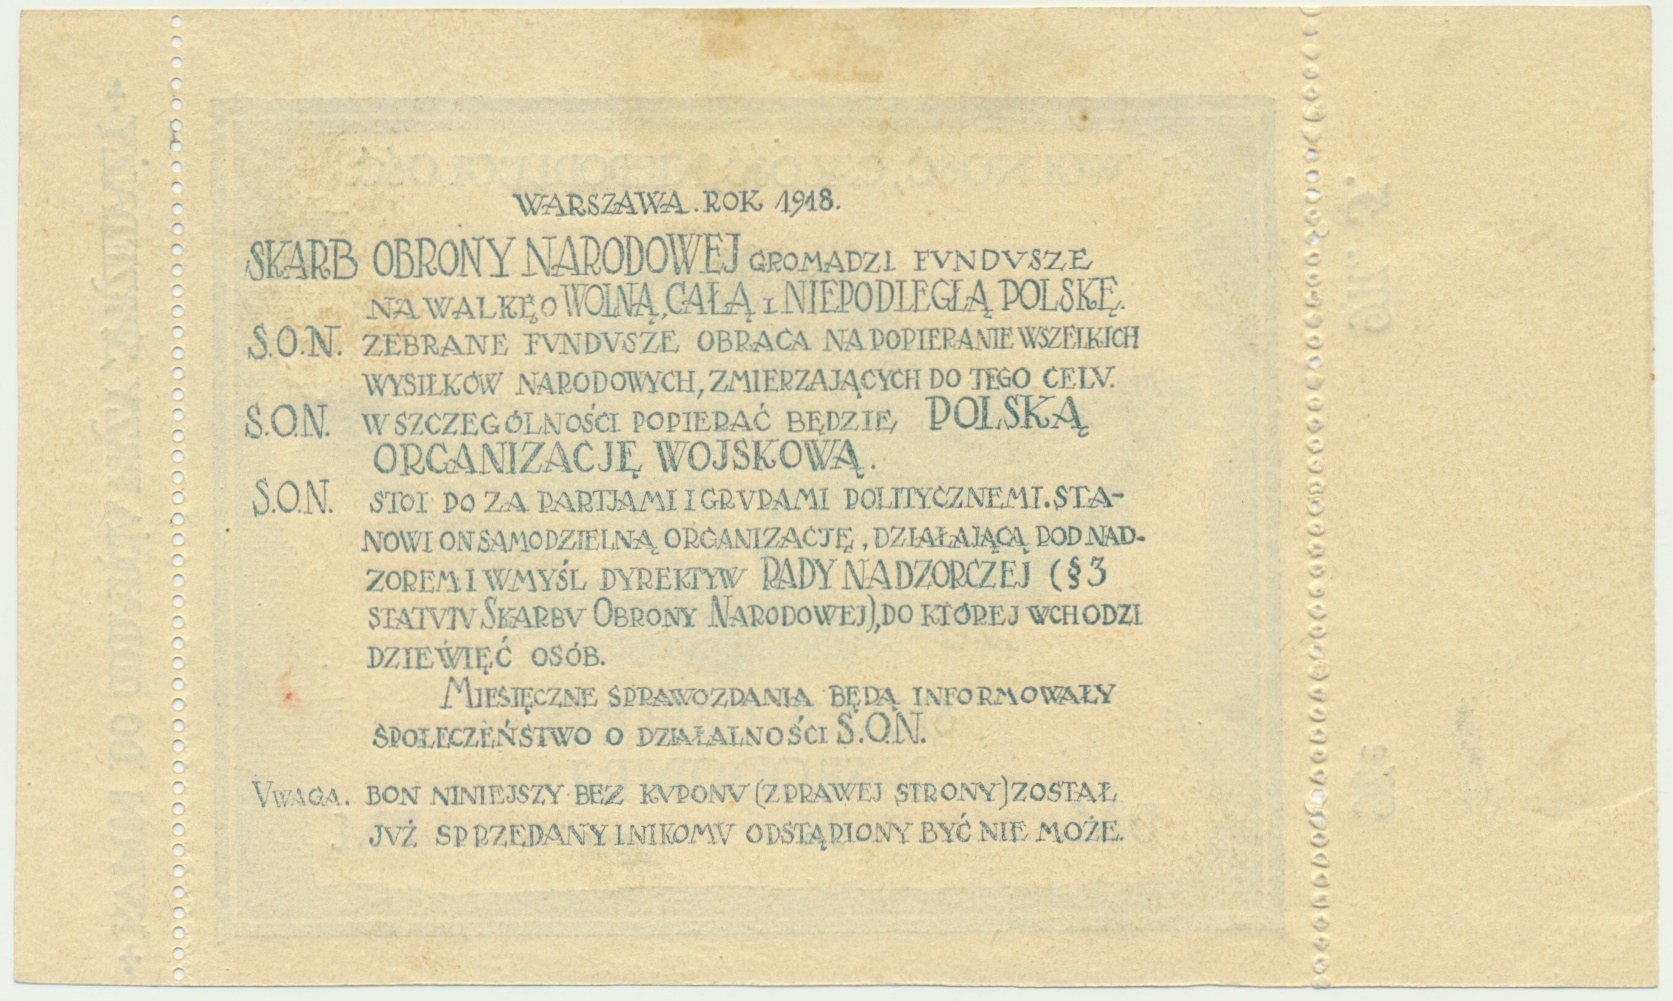 WARSZAWA. ROK 1918.
SKARB OBRONY NARODOWEJ GROMADZI FVNDVSZE
NA WALKĘ O WOLNĄ, CAŁĄ I NIEPODLEGŁĄ POLSKĘ.
S.O.N. ZEBRANE FVNDVSZE OBRACA NA POPIERANIE WSZELKICH
WYSIŁKÓW NARODOWYCH, ZMIERZAJĄCYCH DO TEGO CELV.
S.O.N. W SZCZEGÓLNOŚCI POPIERAĆ BĘDZIE, POLSKĄ
ORGANIZACJĘ WOJSKOWĄ.
S.O.N. STOI PO ZA PARTJAMI I GRVPAMI POLITYCZNEMI. STA-
NOWI ON SAMODZIELNĄ ORGANIZACJĘ, DZIAŁAJĄCĄ POD NAD-
ZOREM I W MYŚL DYREKTYW RADY NADZORCZEJ (§ 3
STATVTV SKARBV OBRONY NARODOWEJ), DO KTÓREJ WCHODZI
DZIEWIĘĆ OSÓB.
MIESIĘCZNE SPRAWOZDANIA BĘDĄ INFORMOWAŁY
SPOŁECZEŃSTWO O DZIAŁALNOŚCI S.O.N.
VWAGA. BON NINIEJSZY BEZ KVPONV (Z PRAWEJ STRONY) ZOSTAŁ
JVŻ SPRZEDANY I NIKOMV ODSTĄPIONY BYĆ NIE MOŻE.